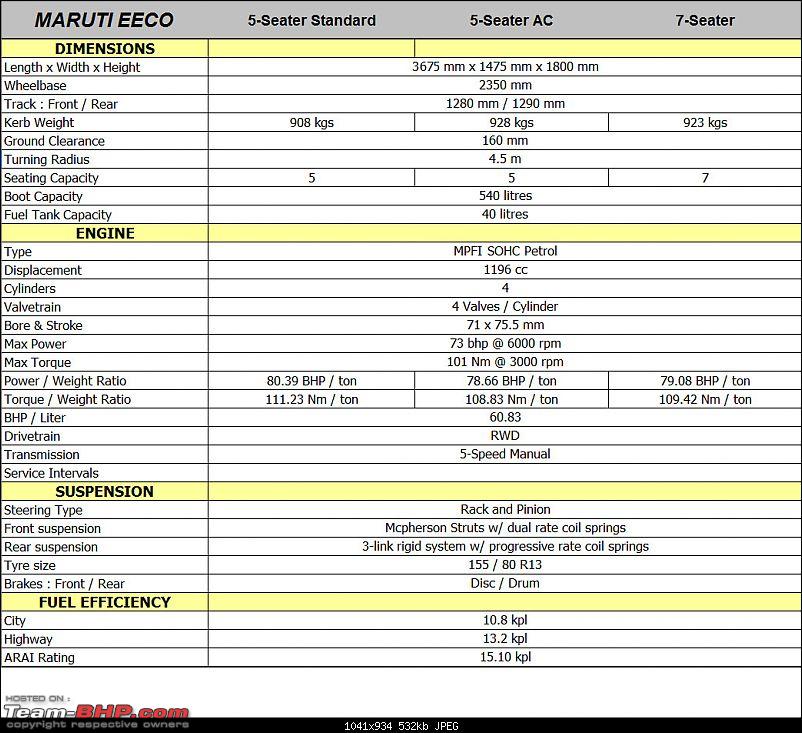 MARUTI EECO 5-Seater Standard 5-Seater AC 7-Seater
DIMENSIONS
Length x Width x Height 3675 mm x 1475 mm x 1800 mm
Wheelbase 2350 mm
Track : Front / Rear 1280 mm / 1290 mm
Kerb Weight 908 kgs 928 kgs 923 kgs
Ground Clearance 160 mm
Turning Radius 4.5 m
Seating Capacity 5 5 7
Boot Capacity 540 litres
Fuel Tank Capacity 40 litres
ENGINE
Type MPFI SOHC Petrol
Displacement 1196 cc
Cylinders 4
Valvetrain 4 Valves / Cylinder
Bore & Stroke 71 x 75.5 mm
Max Power 73 bhp @ 6000 rpm
Max Torque 101 Nm @ 3000 rpm
Power / Weight Ratio 80.39 BHP / ton 78.66 BHP / ton 79.08 BHP / ton
Torque / Weight Ratio 111.23 Nm / ton 108.83 Nm / ton 109.42 Nm / ton
BHP / Liter 60.83
Drivetrain RWD
Transmission 5-Speed Manual
Service Intervals
SUSPENSION
Steering Type Rack and Pinion
Front suspension Mcpherson Struts w/ dual rate coil springs
Rear suspension 3-link rigid system w/ progressive rate coil springs
Tyre size 155 / 80 R13
Brakes : Front / Rear Disc / Drum
FUEL EFFICIENCY
City 10.8 kpl
Highway 13.2 kpl
ARAI Rating 15.10 kpl
HOSTED ON :
Team-BHP.com
copyright respective owners
1041x934 532kb JPEG